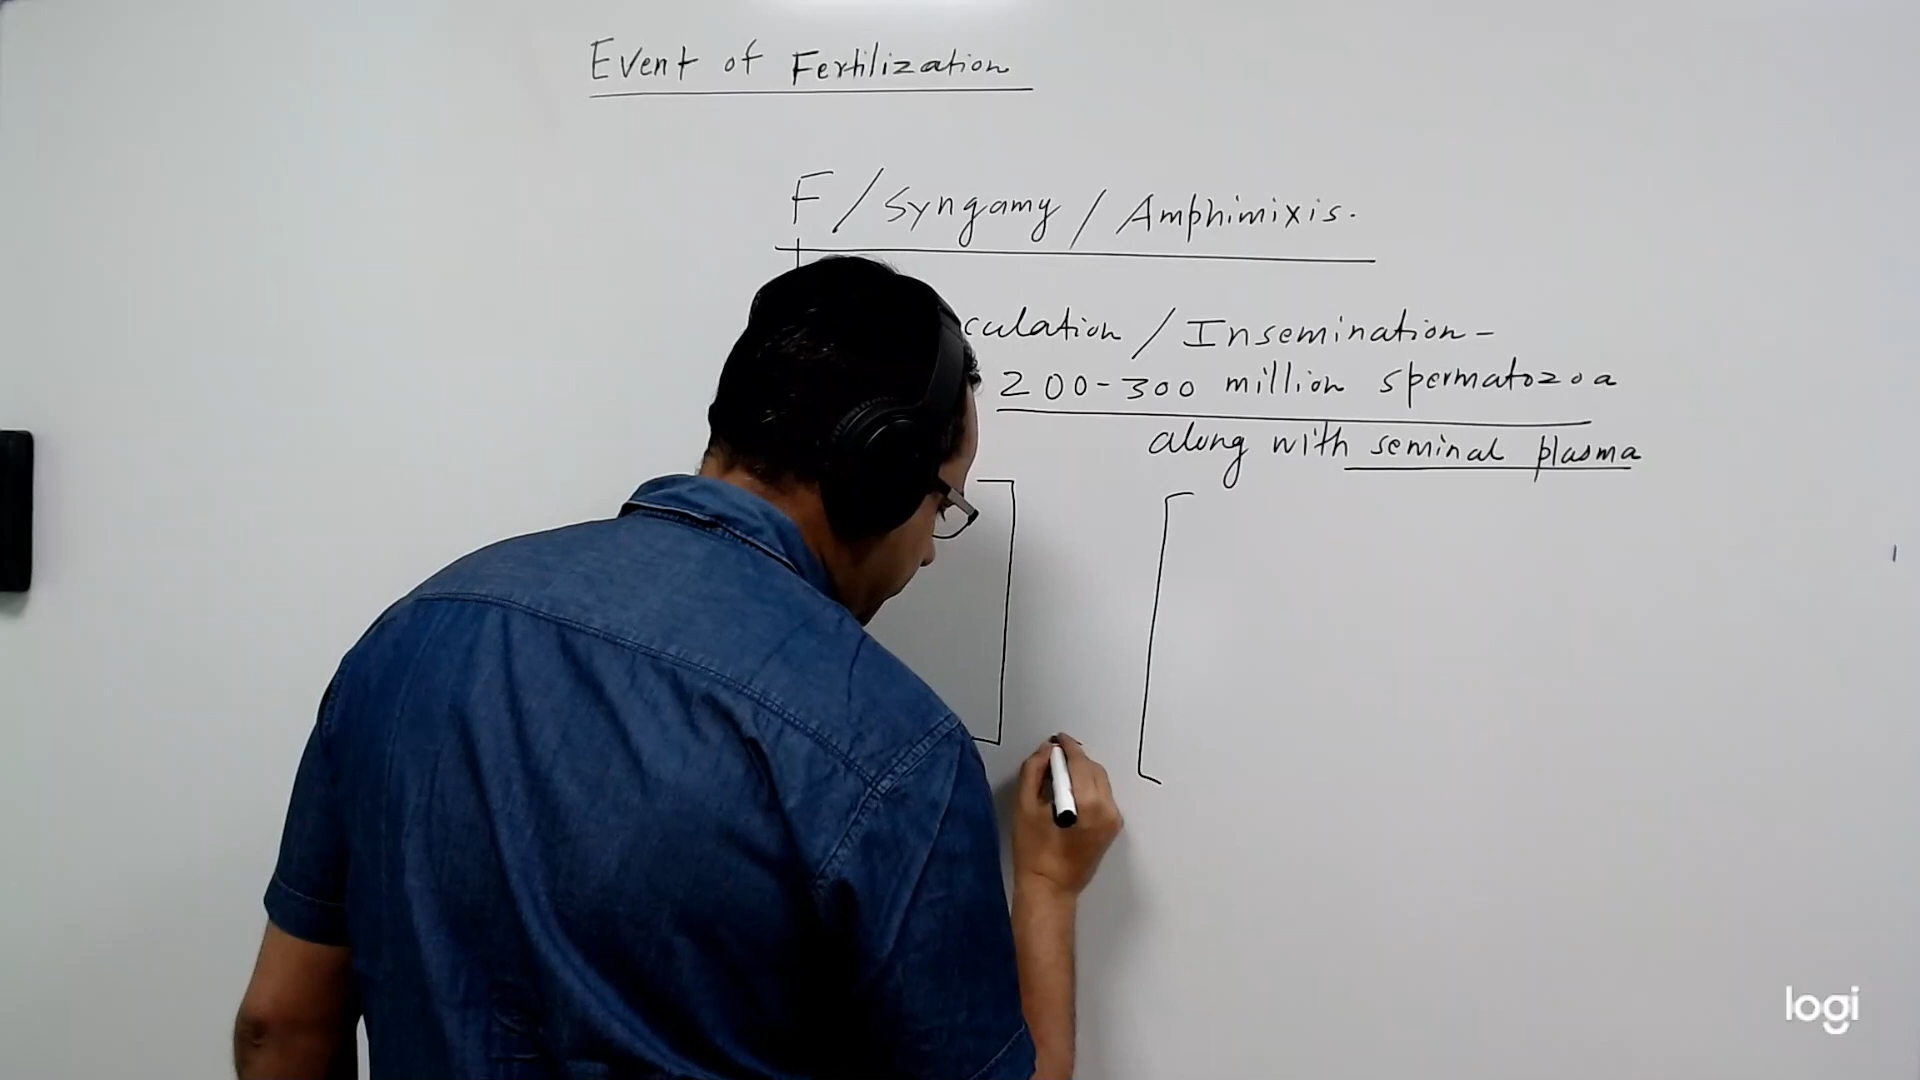 Event of Fertilization
F / Syngamy / Amphimixis.
culation / Insemination -
200-300 million spermatozoa
along with seminal plasma
logi